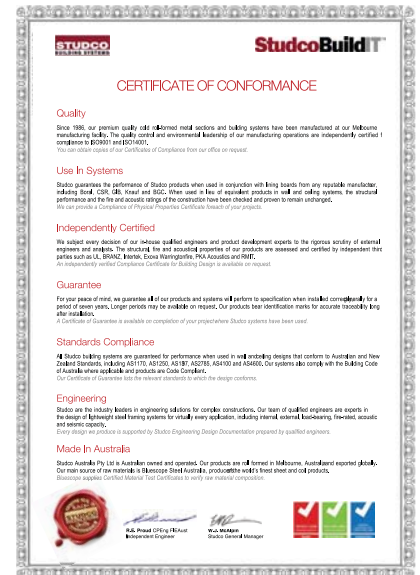 STUDCO
BUILDING SYSTEMS
StudcoBuildIT™
CERTIFICATE OF CONFORMANCE
Quality
Since 1986, our premium quality cold roll-formed metal sections and building systems have been manufactured at our Melbourne
manufacturing facility. The quality control and environmental leadership of our manufacturing operations are independently certified f
compliance to ISO9001 and ISO14001.
You can obtain copies of our Certificates of Compliance from our office on request.
Use In Systems
Studco guarantees the performance of Studco products when used in conjunction with lining boards from any reputable manufacturer,
including Boral, CSR, GIB, Knauf and BGC. When used in lieu of equivalent products in wall and ceiling systems, the structural
performance and the fire and acoustic ratings of the construction have been checked and proven to remain unchanged.
We can provide a Compliance of Physical Properties Certificate for each of your projects.
Independently Certified
We subject every decision of our in-house qualified engineers and product development experts to the rigorous scrutiny of external
engineers and analysts. The structural, fire and acoustical properties of our products are assessed and certified by independent third
parties such as UL, BRANZ, Intertek, Exova Warringtonfire, PKA Acoustics and RMIT.
An independently verified Compliance Certificate for Building Design is available on request.
Guarantee
For your peace of mind, we guarantee all of our products and systems will perform to specification when installed correctly, generally for a
period of seven years. Longer periods may be available on request. Our products bear identification marks for accurate traceability long
after installation.
A Certificate of Guarantee is available on completion of your project where Studco systems have been used.
Standards Compliance
All Studco building systems are guaranteed for performance when used in wall and ceiling designs that conform to Australian and New
Zealand Standards, including AS1170, AS1250, AS1397, AS2785, AS4100 and AS4600. Our systems also comply with the Building Code
of Australia where applicable and products are Code Compliant.
Our Certificate of Guarantee lists the relevant standards to which the design conforms.
Engineering
Studco are the industry leaders in engineering solutions for complex constructions. Our team of qualified engineers are experts in
the design of lightweight steel framing systems for virtually every application, including internal, external, load-bearing, fire-rated, acoustic
and seismic capacity.
Every design we produce is supported by Studco Engineering Design Documentation prepared by qualified engineers.
Made In Australia
Studco Australia Pty Ltd is Australian owned and operated. Our products are roll formed in Melbourne, Australia and exported globally.
Our main source of raw materials is Bluescope Steel Australia, producers of the world's finest sheet and coil products.
Bluescope supplies Certified Material Test Certificates to verify raw material composition.
R.E. Proud CPEng FIEAust
Independent Engineer
W.J. McAlpin
Studco General Manager